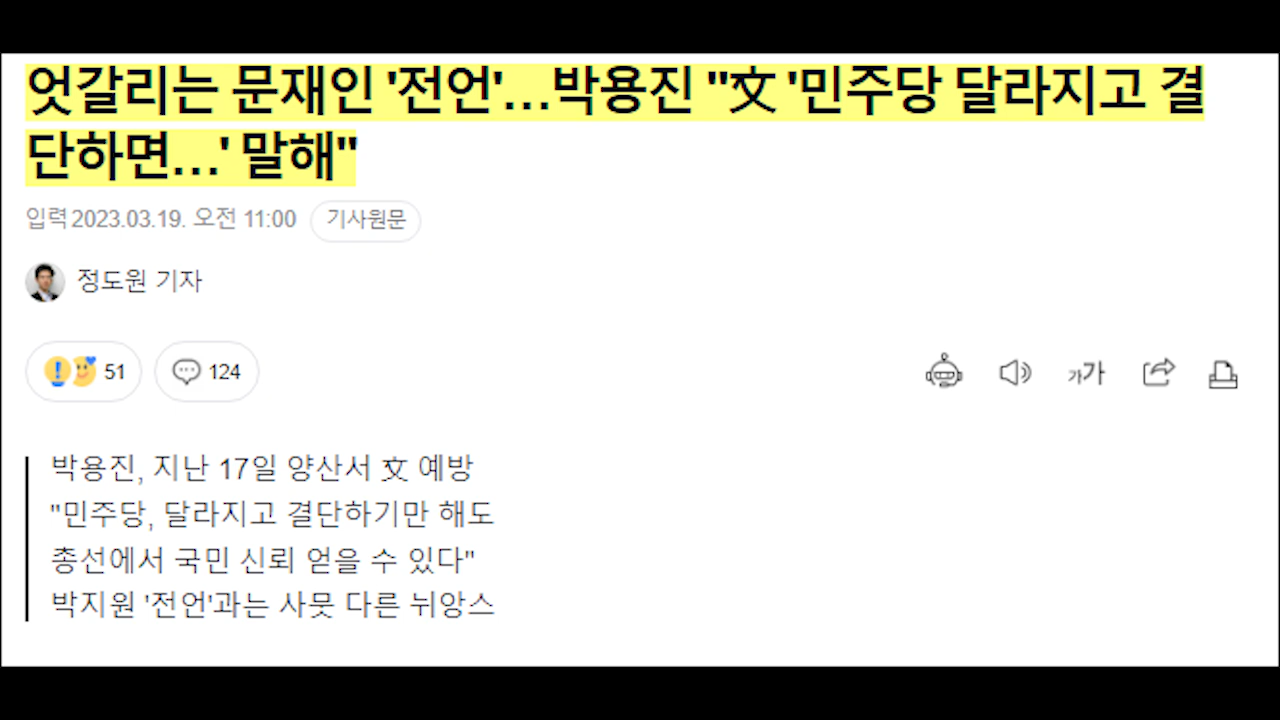 엇갈리는 문재인 '전언'…박용진 "文 '민주당 달라지고 결
단하면…' 말해"
입력 2023.03.19. 오전 11:00 기사원문
정도원 기자
51 124 가가
박용진, 지난 17일 양산서 文 예방
"민주당, 달라지고 결단하기만 해도
총선에서 국민 신뢰 얻을 수 있다"
박지원 '전언'과는 사뭇 다른 뉘앙스